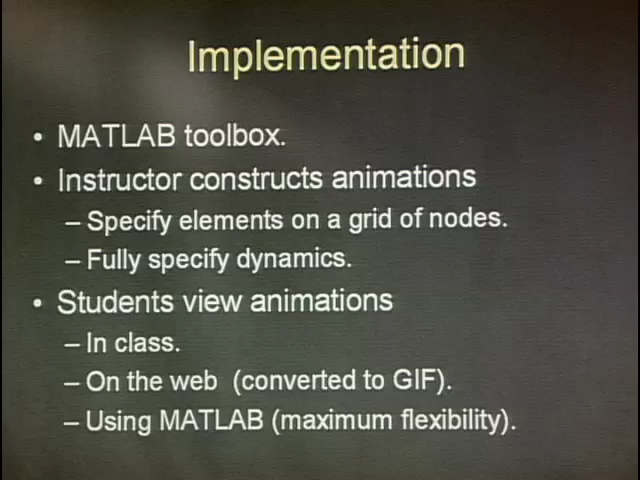 Implementation
• MATLAB toolbox.
• Instructor constructs animations
– Specify elements on a grid of nodes.
– Fully specify dynamics.
• Students view animations
– In class.
– On the web  (converted to GIF).
– Using MATLAB (maximum flexibility).